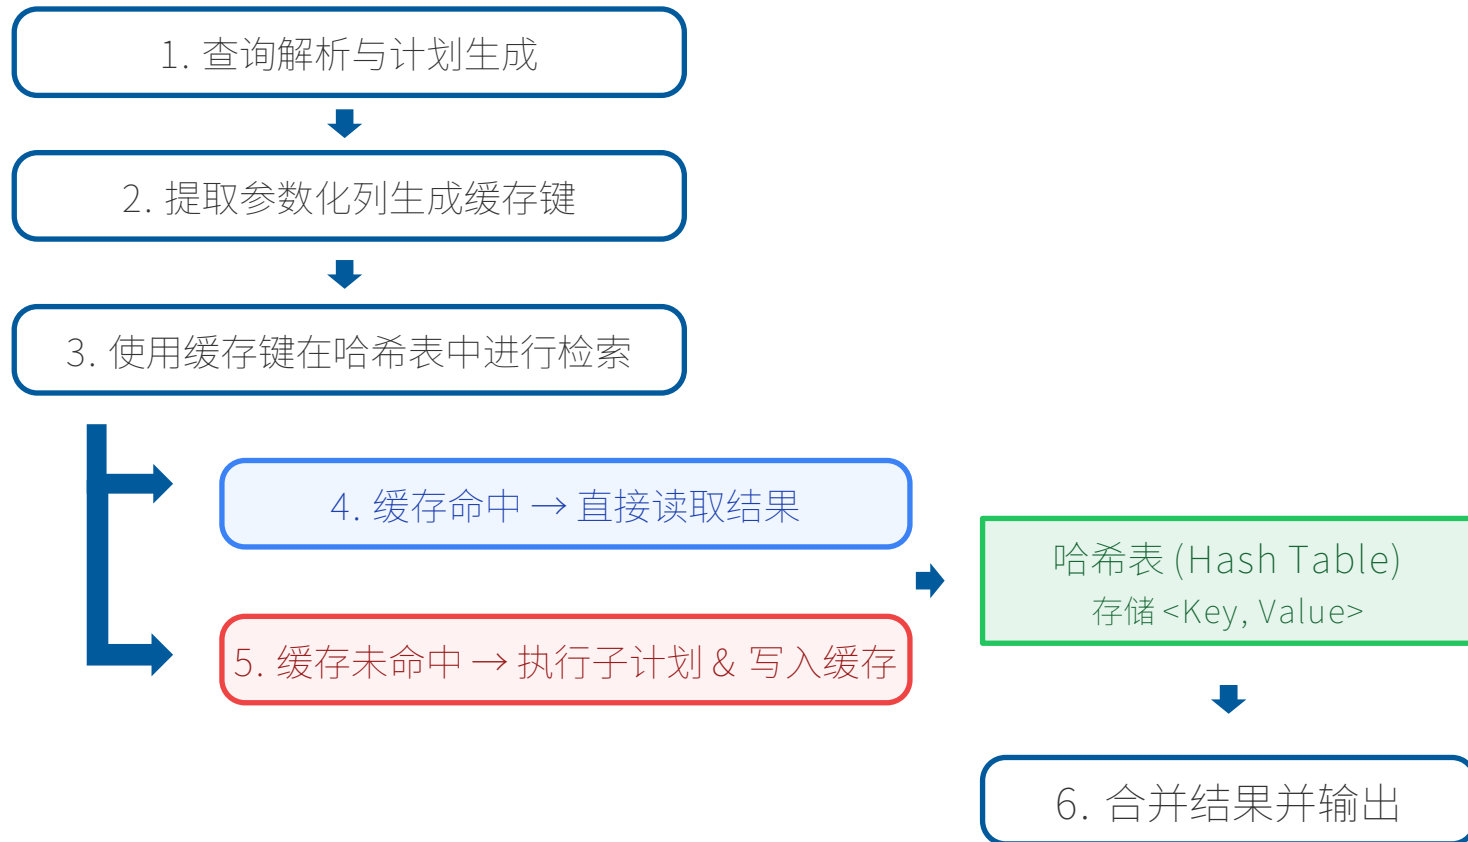 1. 查询解析与计划生成
2. 提取参数化列生成缓存键
3. 使用缓存键在哈希表中进行检索
4. 缓存命中 → 直接读取结果
5. 缓存未命中 → 执行子计划 & 写入缓存
哈希表 (Hash Table)
存储 <Key, Value>
6. 合并结果并输出